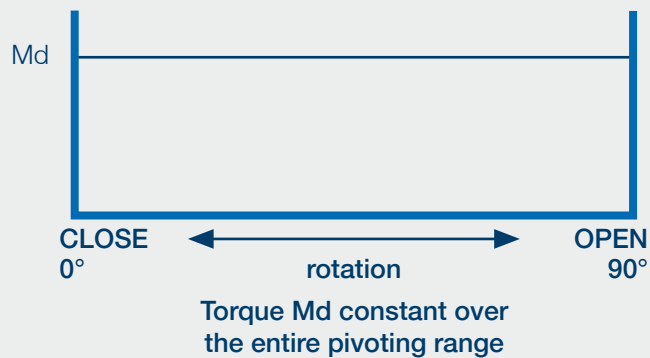 Md
CLOSE OPEN
0° rotation 90°
Torque Md constant over
the entire pivoting range